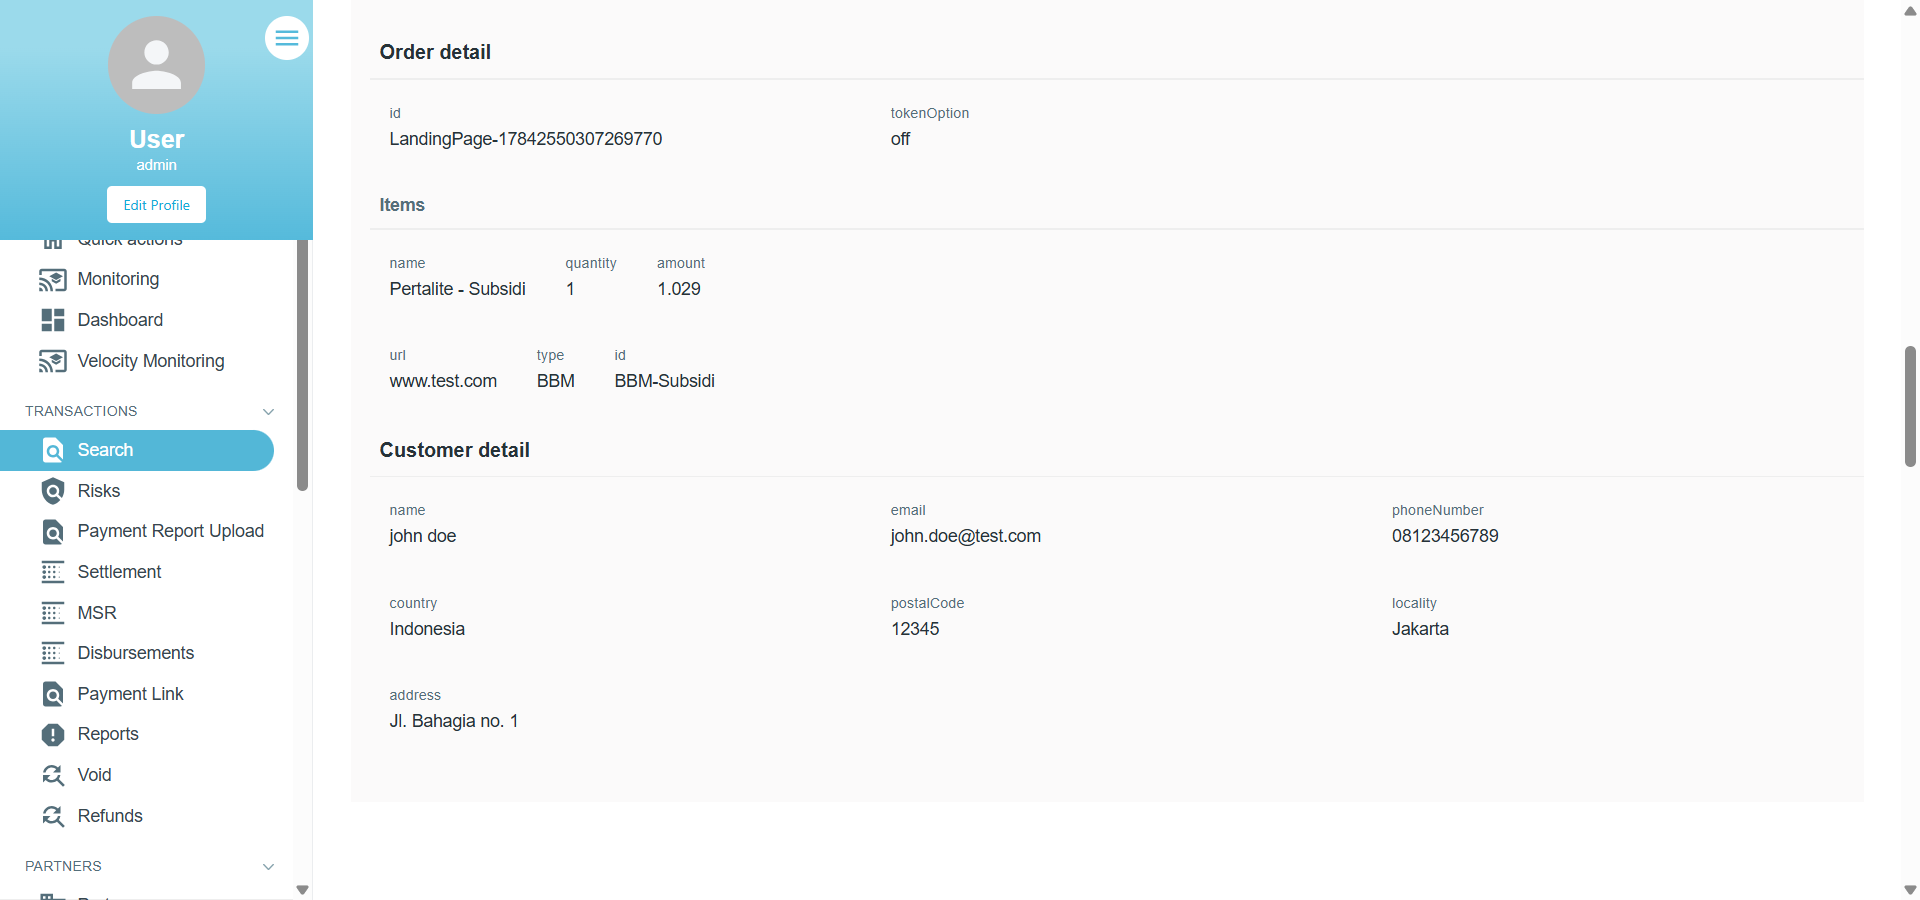 User
admin
Edit Profile
Quick actions
Monitoring
Dashboard
Velocity Monitoring
TRANSACTIONS
Search
Risks
Payment Report Upload
Settlement
MSR
Disbursements
Payment Link
Reports
Void
Refunds
PARTNERS
Order detail
id tokenOption
LandingPage-17842550307269770 off
Items
name quantity amount
Pertalite - Subsidi 1 1.029
url type id
www.test.com BBM BBM-Subsidi
Customer detail
name email phoneNumber
john doe john.doe@test.com 08123456789
country postalCode locality
Indonesia 12345 Jakarta
address
Jl. Bahagia no. 1